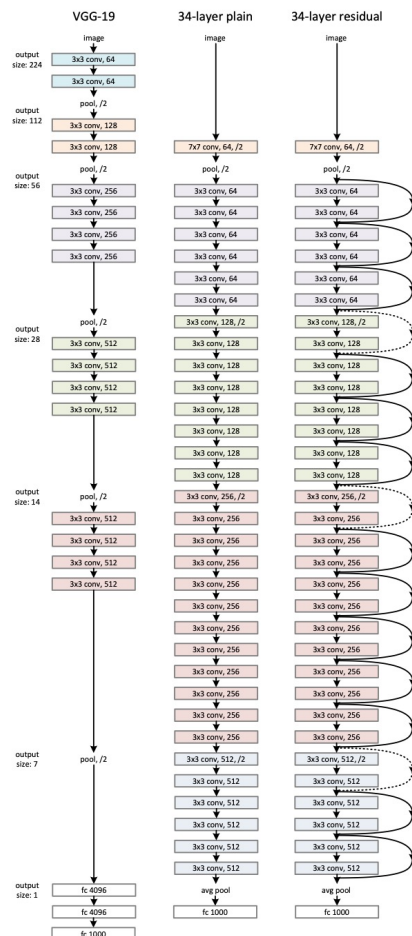 output
size: 224
output
size: 112
output
size: 56
output
size: 28
output
size: 14
output
size: 7
output
size: 1
VGG-19
image
3x3 conv, 64
3x3 conv, 64
pool, /2
3x3 conv, 128
3x3 conv, 128
pool, /2
3x3 conv, 256
3x3 conv, 256
3x3 conv, 256
3x3 conv, 256
pool, /2
3x3 conv, 512
3x3 conv, 512
3x3 conv, 512
3x3 conv, 512
pool, /2
3x3 conv, 512
3x3 conv, 512
3x3 conv, 512
3x3 conv, 512
pool, /2
fc 4096
fc 4096
fc 1000
34-layer plain
image
7x7 conv, 64, /2
pool, /2
3x3 conv, 64
3x3 conv, 64
3x3 conv, 64
3x3 conv, 64
3x3 conv, 64
3x3 conv, 64
3x3 conv, 128, /2
3x3 conv, 128
3x3 conv, 128
3x3 conv, 128
3x3 conv, 128
3x3 conv, 128
3x3 conv, 128
3x3 conv, 128
3x3 conv, 256, /2
3x3 conv, 256
3x3 conv, 256
3x3 conv, 256
3x3 conv, 256
3x3 conv, 256
3x3 conv, 256
3x3 conv, 256
3x3 conv, 256
3x3 conv, 256
3x3 conv, 256
3x3 conv, 256
3x3 conv, 512, /2
3x3 conv, 512
3x3 conv, 512
3x3 conv, 512
3x3 conv, 512
3x3 conv, 512
avg pool
fc 1000
34-layer residual
image
7x7 conv, 64, /2
pool, /2
3x3 conv, 64
3x3 conv, 64
3x3 conv, 64
3x3 conv, 64
3x3 conv, 64
3x3 conv, 64
3x3 conv, 128, /2
3x3 conv, 128
3x3 conv, 128
3x3 conv, 128
3x3 conv, 128
3x3 conv, 128
3x3 conv, 128
3x3 conv, 128
3x3 conv, 256, /2
3x3 conv, 256
3x3 conv, 256
3x3 conv, 256
3x3 conv, 256
3x3 conv, 256
3x3 conv, 256
3x3 conv, 256
3x3 conv, 256
3x3 conv, 256
3x3 conv, 256
3x3 conv, 256
3x3 conv, 512, /2
3x3 conv, 512
3x3 conv, 512
3x3 conv, 512
3x3 conv, 512
3x3 conv, 512
avg pool
fc 1000